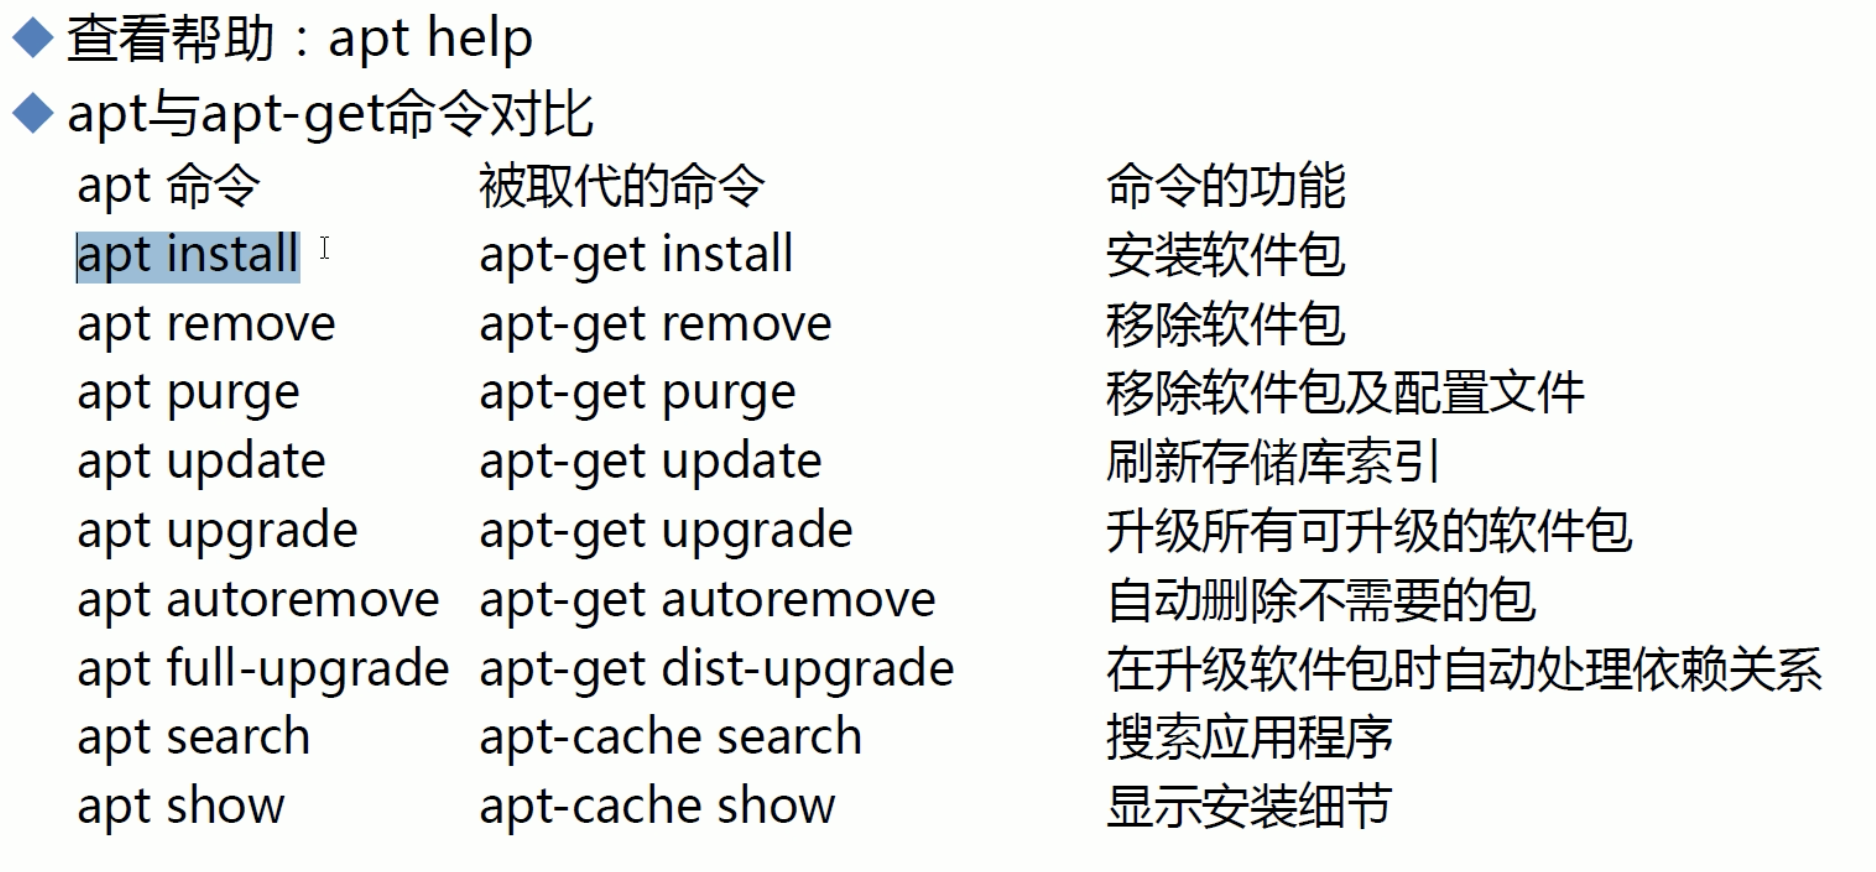 查看帮助：apt help
apt与apt-get命令对比
apt 命令 被取代的命令 命令的功能
apt install apt-get install 安装软件包
apt remove apt-get remove 移除软件包
apt purge apt-get purge 移除软件包及配置文件
apt update apt-get update 刷新存储库索引
apt upgrade apt-get upgrade 升级所有可升级的软件包
apt autoremove apt-get autoremove 自动删除不需要的包
apt full-upgrade apt-get dist-upgrade 在升级软件包时自动处理依赖关系
apt search apt-cache search 搜索应用程序
apt show apt-cache show 显示安装细节